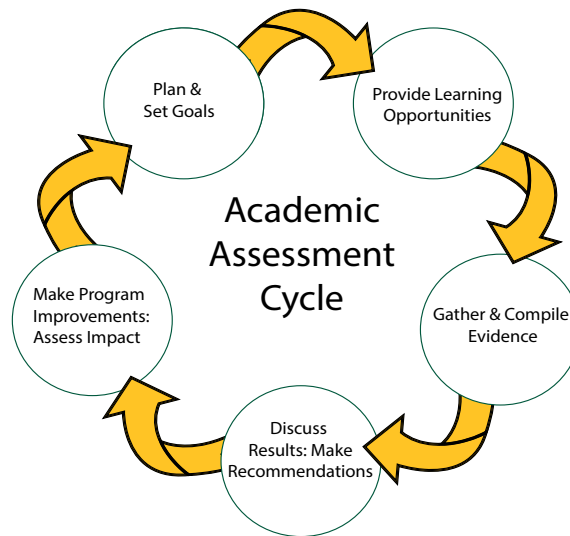 Plan &
Set Goals
Provide Learning
Opportunities
Academic
Assessment
Cycle
Gather & Compile
Evidence
Make Program
Improvements:
Assess Impact
Discuss
Results: Make
Recommendations